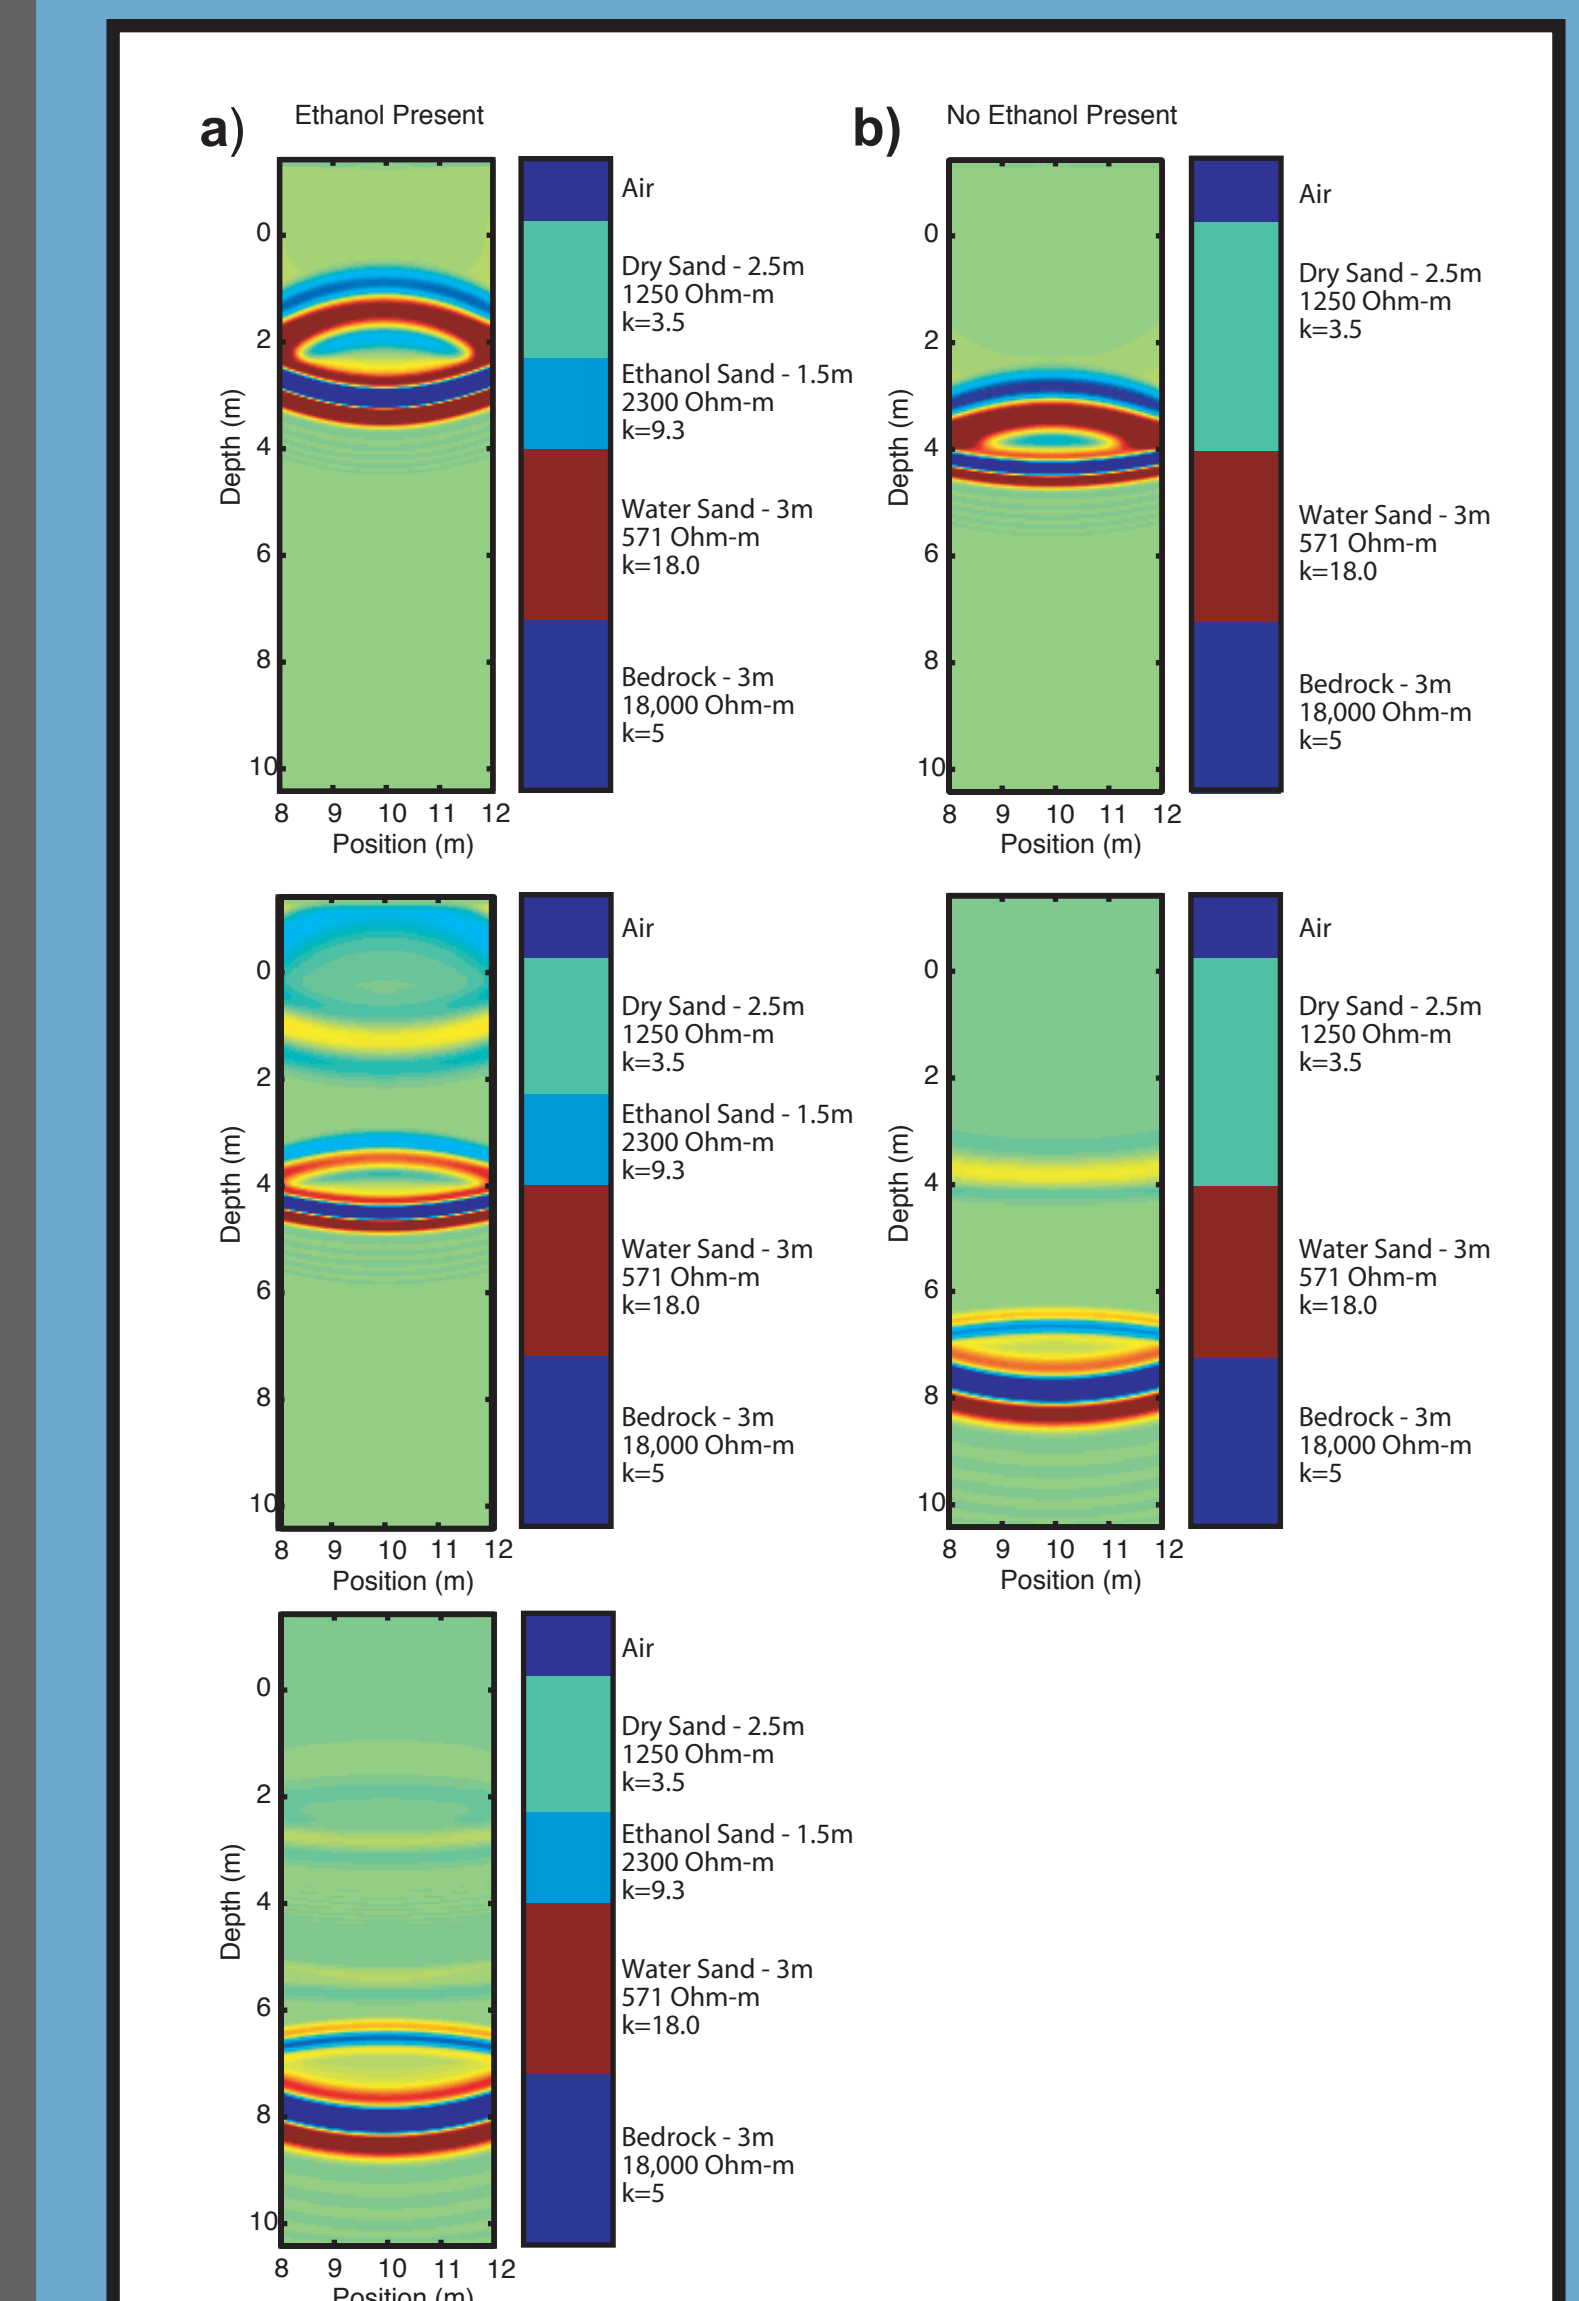 a)
Ethanol Present
0
2
4
6
8
10
Depth (m)
8 9 10 11 12
Position (m)
Air
Dry Sand - 2.5m
1250 Ohm-m
k=3.5
Ethanol Sand - 1.5m
2300 Ohm-m
k=9.3
Water Sand - 3m
571 Ohm-m
k=18.0
Bedrock - 3m
18,000 Ohm-m
k=5
b)
No Ethanol Present
0
2
4
6
8
10
Depth (m)
8 9 10 11 12
Position (m)
Air
Dry Sand - 2.5m
1250 Ohm-m
k=3.5
Water Sand - 3m
571 Ohm-m
k=18.0
Bedrock - 3m
18,000 Ohm-m
k=5
0
2
4
6
8
10
Depth (m)
8 9 10 11 12
Position (m)
Air
Dry Sand - 2.5m
1250 Ohm-m
k=3.5
Ethanol Sand - 1.5m
2300 Ohm-m
k=9.3
Water Sand - 3m
571 Ohm-m
k=18.0
Bedrock - 3m
18,000 Ohm-m
k=5
0
2
4
6
8
10
Depth (m)
8 9 10 11 12
Position (m)
Air
Dry Sand - 2.5m
1250 Ohm-m
k=3.5
Water Sand - 3m
571 Ohm-m
k=18.0
Bedrock - 3m
18,000 Ohm-m
k=5
0
2
4
6
8
10
Depth (m)
8 9 10 11 12
Position (m)
Air
Dry Sand - 2.5m
1250 Ohm-m
k=3.5
Ethanol Sand - 1.5m
2300 Ohm-m
k=9.3
Water Sand - 3m
571 Ohm-m
k=18.0
Bedrock - 3m
18,000 Ohm-m
k=5